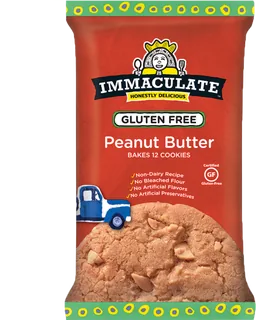 IMMACULATE
HONESTLY DELICIOUS.
GLUTEN FREE
Peanut Butter
BAKES 12 COOKIES
Non-Dairy Recipe
No Bleached Flour
No Artificial Flavors
No Artificial Preservatives
Certified
GF
Gluten-Free